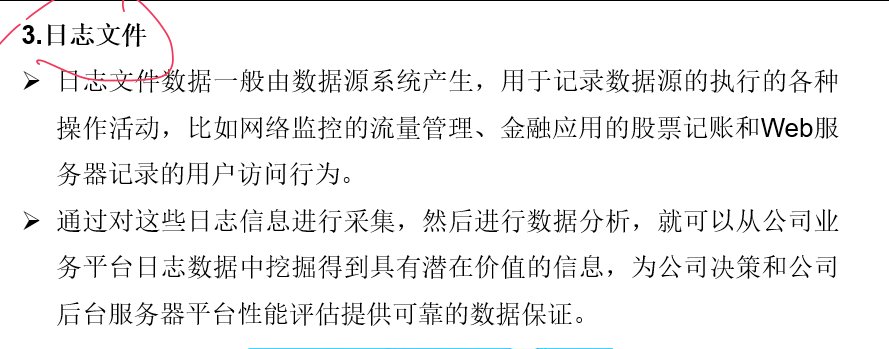 3.日志文件
➢ 日志文件数据一般由数据源系统产生，用于记录数据源的执行的各种
操作活动，比如网络监控的流量管理、金融应用的股票记账和Web服
务器记录的用户访问行为。
➢ 通过对这些日志信息进行采集，然后进行数据分析，就可以从公司业
务平台日志数据中挖掘得到具有潜在价值的信息，为公司决策和公司
后台服务器平台性能评估提供可靠的数据保证。